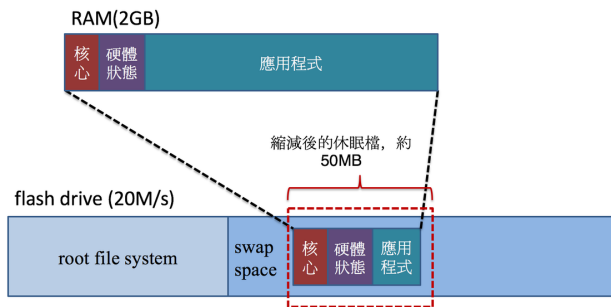 RAM(2GB)
核
心
硬體
狀態
應用程式
縮減後的休眠檔，約
50MB
flash drive (20M/s)
root file system
swap
space
核
心
硬體
狀態
應用
程式